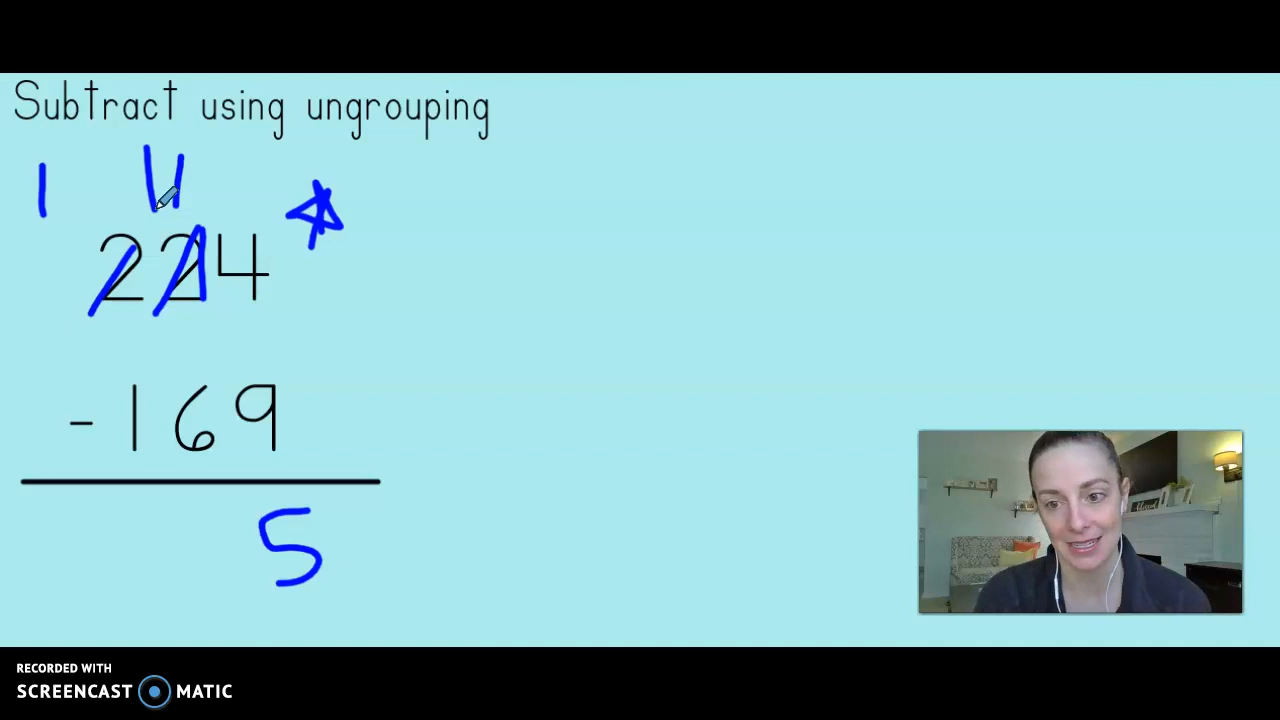 Subtract using ungrouping
1 11
224
-169
5
RECORDED WITH
SCREENCAST MATIC